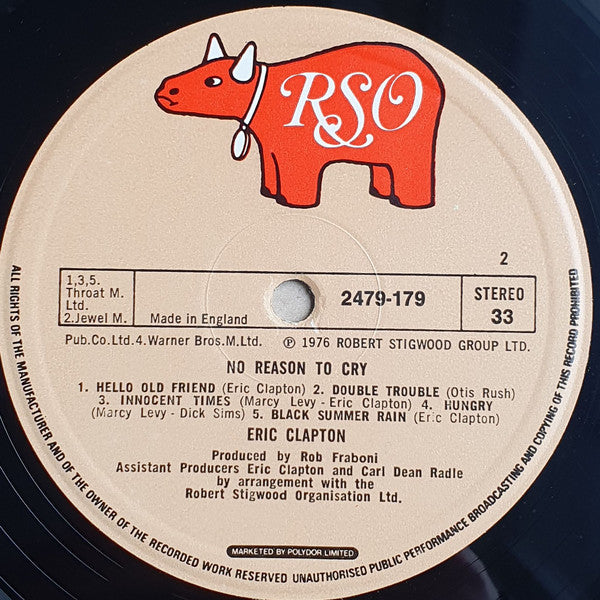 RSO
2
1,3,5.
Throat M.
Ltd.
2.Jewel M.
Made in England
2479-179
STEREO
33
Pub.Co.Ltd.4.Warner Bros.M.Ltd.
℗ 1976 ROBERT STIGWOOD GROUP LTD.
NO REASON TO CRY
1. HELLO OLD FRIEND (Eric Clapton) 2. DOUBLE TROUBLE (Otis Rush)
3. INNOCENT TIMES (Marcy Levy - Eric Clapton) 4. HUNGRY
(Marcy Levy - Dick Sims) 5. BLACK SUMMER RAIN (Eric Clapton)
ERIC CLAPTON
Produced by Rob Fraboni
Assistant Producers Eric Clapton and Carl Dean Radle
by arrangement with the
Robert Stigwood Organisation Ltd.
MARKETED BY POLYDOR LIMITED
ALL RIGHTS OF THE MANUFACTURER AND OF THE OWNER OF THE RECORDED WORK RESERVED UNAUTHORISED PUBLIC PERFORMANCE BROADCASTING AND COPYING OF THIS RECORD PROHIBITED